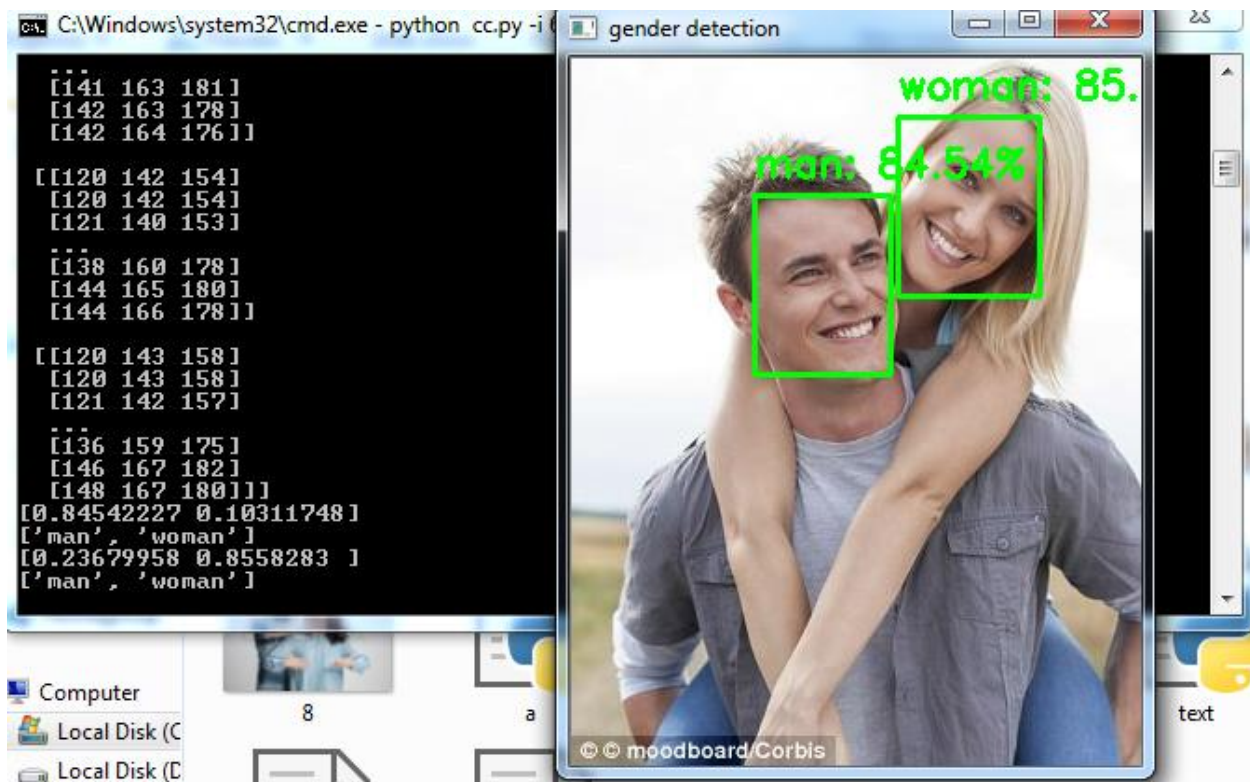 C:\Windows\system32\cmd.exe - python cc.py -i
...
[141 163 181]
[142 163 178]
[142 164 176]]
[[120 142 154]
[120 142 154]
[121 140 153]
...
[138 160 178]
[144 165 180]
[144 166 178]]
[[120 143 158]
[120 143 158]
[121 142 157]
...
[136 159 175]
[146 167 182]
[148 167 180]]]
[0.84542227 0.10311748]
['man', 'woman']
[0.23679958 0.8558283 ]
['man', 'woman']
gender detection
woman: 85.
man: 84.54%
© © moodboard/Corbis
Computer
Local Disk (C
Local Disk (D
8
a
text